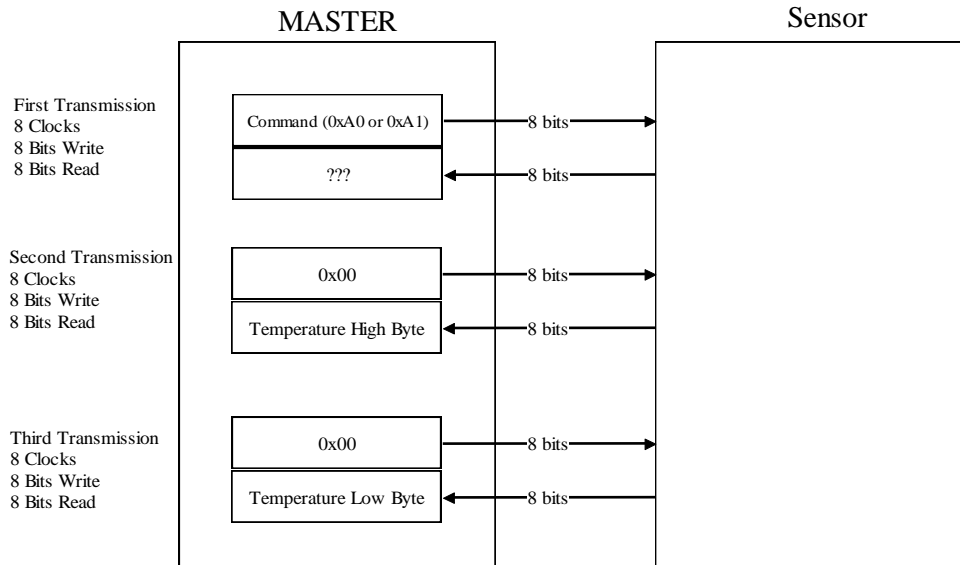 MASTER
Sensor
First Transmission
8 Clocks
8 Bits Write
8 Bits Read
Command (0xA0 or 0xA1)
8 bits
???
8 bits
Second Transmission
8 Clocks
8 Bits Write
8 Bits Read
0x00
8 bits
Temperature High Byte
8 bits
Third Transmission
8 Clocks
8 Bits Write
8 Bits Read
0x00
8 bits
Temperature Low Byte
8 bits